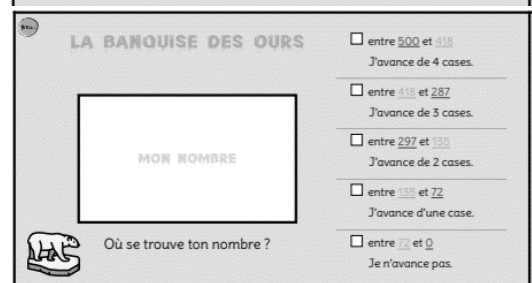 LA BANQUISE DES OURS
MON NOMBRE
Où se trouve ton nombre ?
entre 500 et 418
J'avance de 4 cases.
entre 418 et 287
J'avance de 3 cases.
entre 297 et 135
J'avance de 2 cases.
entre 135 et 72
J'avance d'une case.
entre 72 et 0
Je n'avance pas.